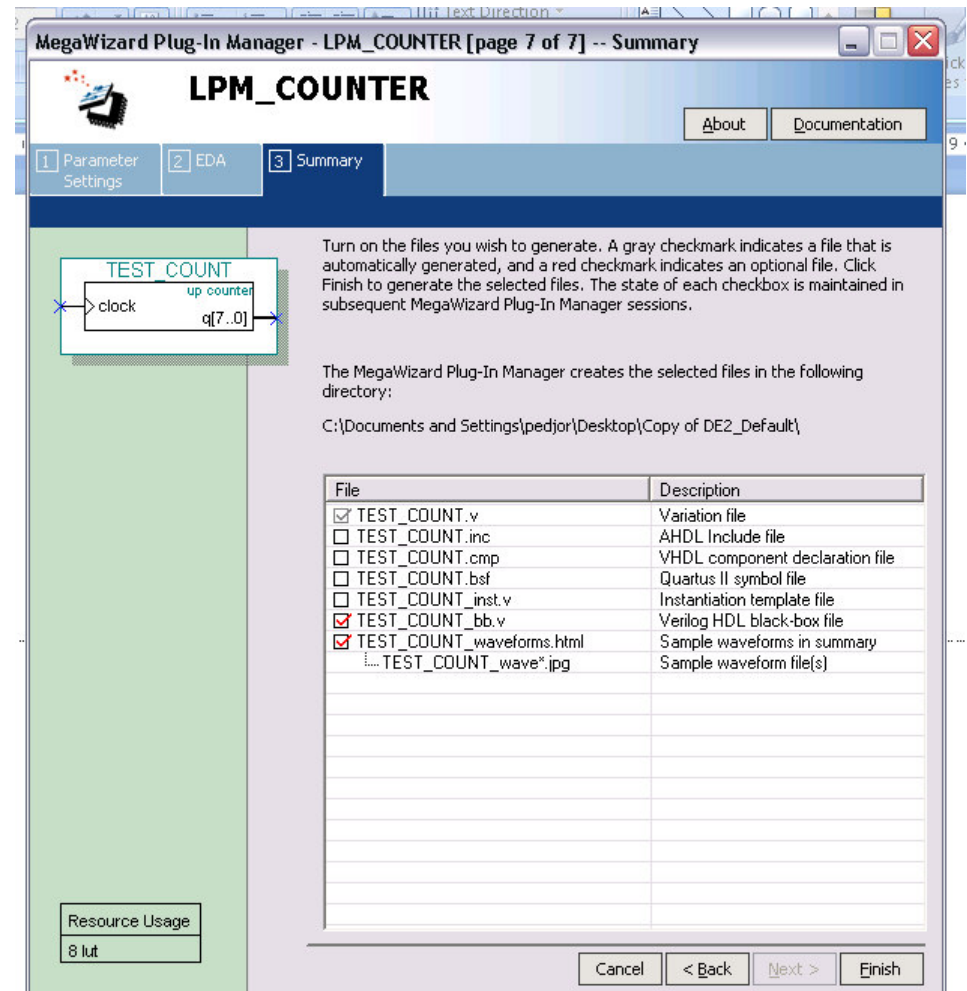 Text Direction
MegaWizard Plug-In Manager - LPM_COUNTER [page 7 of 7] -- Summary
LPM_COUNTER
About
Documentation
9
1 Parameter Settings
2 EDA
3 Summary
TEST_COUNT
up counter
clock
q[7..0]
Turn on the files you wish to generate. A gray checkmark indicates a file that is
automatically generated, and a red checkmark indicates an optional file. Click
Finish to generate the selected files. The state of each checkbox is maintained in
subsequent MegaWizard Plug-In Manager sessions.
The MegaWizard Plug-In Manager creates the selected files in the following
directory:
C:\Documents and Settings\pedjor\Desktop\Copy of DE2_Default\
File Description
TEST_COUNT.v Variation file
TEST_COUNT.inc AHDL Include file
TEST_COUNT.cmp VHDL component declaration file
TEST_COUNT.bsf Quartus II symbol file
TEST_COUNT_inst.v Instantiation template file
TEST_COUNT_bb.v Verilog HDL black-box file
TEST_COUNT_waveforms.html Sample waveforms in summary
TEST_COUNT_wave*.jpg Sample waveform file(s)
Resource Usage
8 lut
Cancel < Back Next > Finish